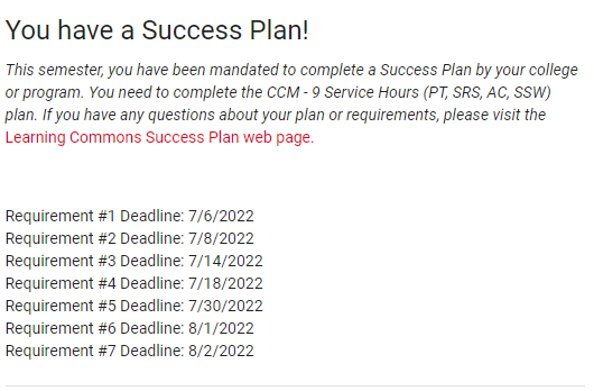 You have a Success Plan!
This semester, you have been mandated to complete a Success Plan by your college
or program. You need to complete the CCM - 9 Service Hours (PT, SRS, AC, SSW)
plan. If you have any questions about your plan or requirements, please visit the
Learning Commons Success Plan web page.
Requirement #1 Deadline: 7/6/2022
Requirement #2 Deadline: 7/8/2022
Requirement #3 Deadline: 7/14/2022
Requirement #4 Deadline: 7/18/2022
Requirement #5 Deadline: 7/30/2022
Requirement #6 Deadline: 8/1/2022
Requirement #7 Deadline: 8/2/2022